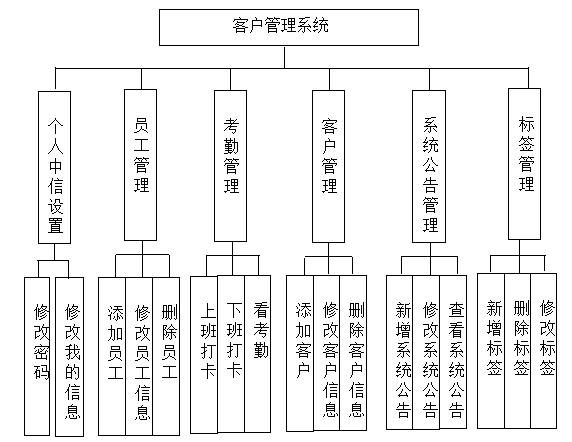 客户管理系统
个人中信设置
员工管理
考勤管理
客户管理
系统公告管理
标签管理
修改密码
修改我的信息
添加员工
修改员工信息
删除员工
上班打卡
下班打卡
看考勤
添加客户
修改客户信息
删除客户信息
新增系统公告
修改系统公告
查看系统公告
新增标签
删除标签
修改标签